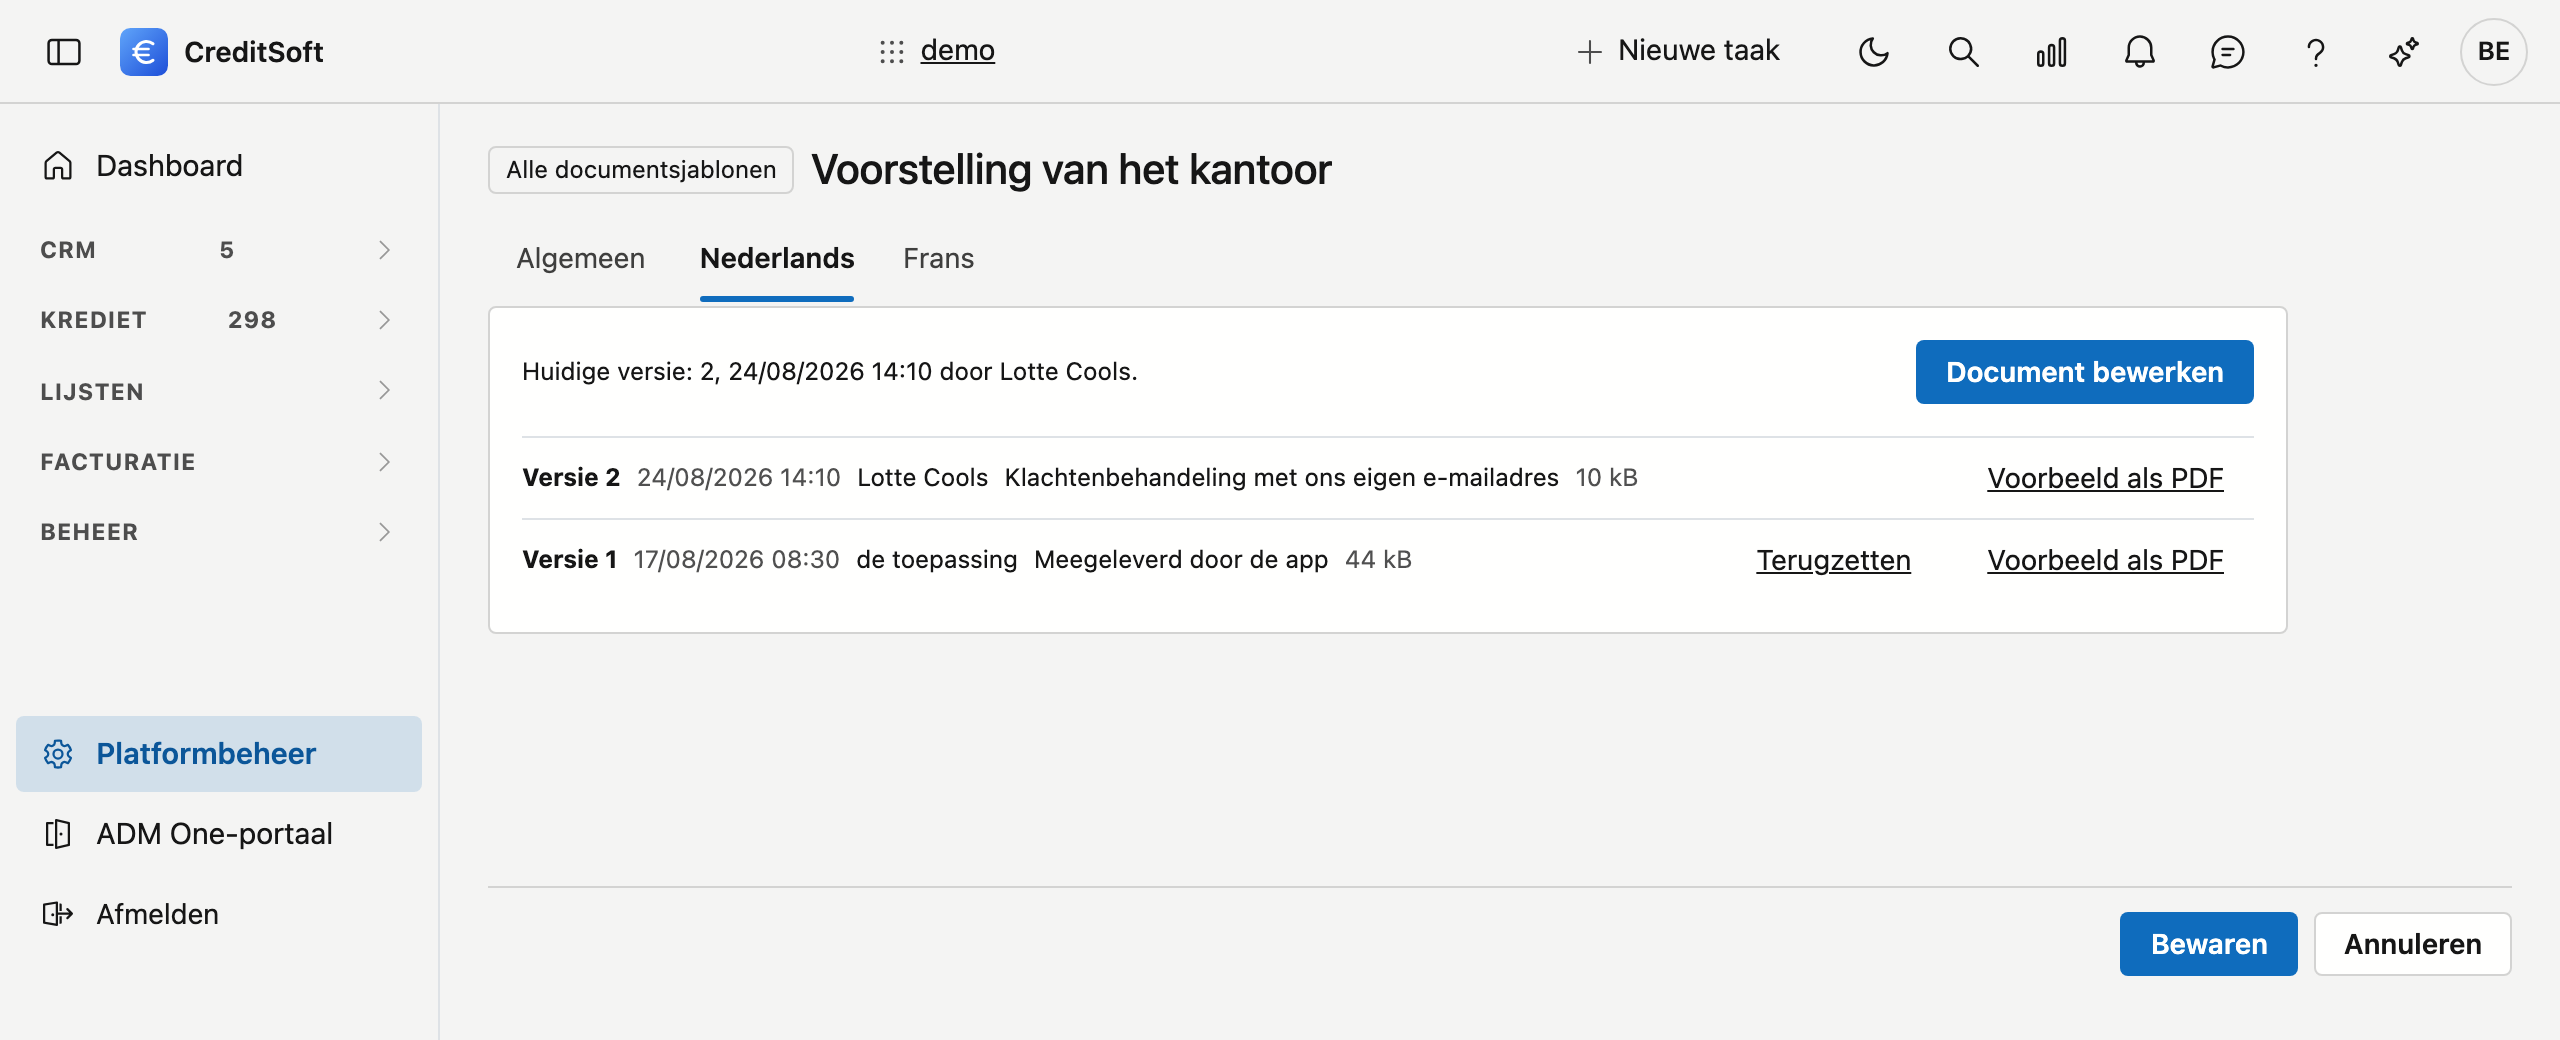 CreditSoft
demo
Nieuwe taak
BE
Dashboard
CRM 5
KREDIET 298
LIJSTEN
FACTURATIE
BEHEER
Platformbeheer
ADM One-portaal
Afmelden
Alle documentsjablonen
Voorstelling van het kantoor
Algemeen Nederlands Frans
Huidige versie: 2, 24/08/2026 14:10 door Lotte Cools.
Document bewerken
Versie 2 24/08/2026 14:10 Lotte Cools Klachtenbehandeling met ons eigen e-mailadres 10 kB Voorbeeld als PDF
Versie 1 17/08/2026 08:30 de toepassing Meegeleverd door de app 44 kB Terugzetten Voorbeeld als PDF
Bewaren Annuleren